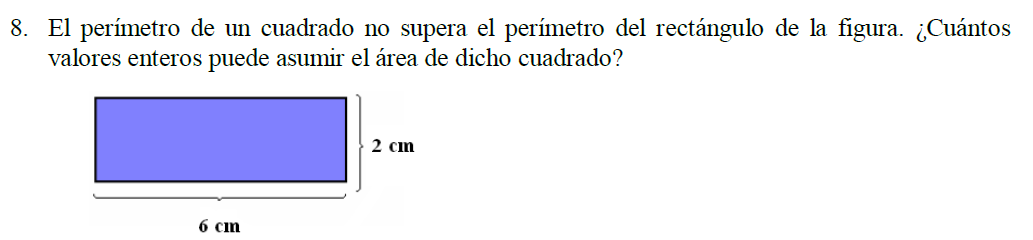 8. El perímetro de un cuadrado no supera el perímetro del rectángulo de la figura. ¿Cuántos
valores enteros puede asumir el área de dicho cuadrado?
2 cm
6 cm